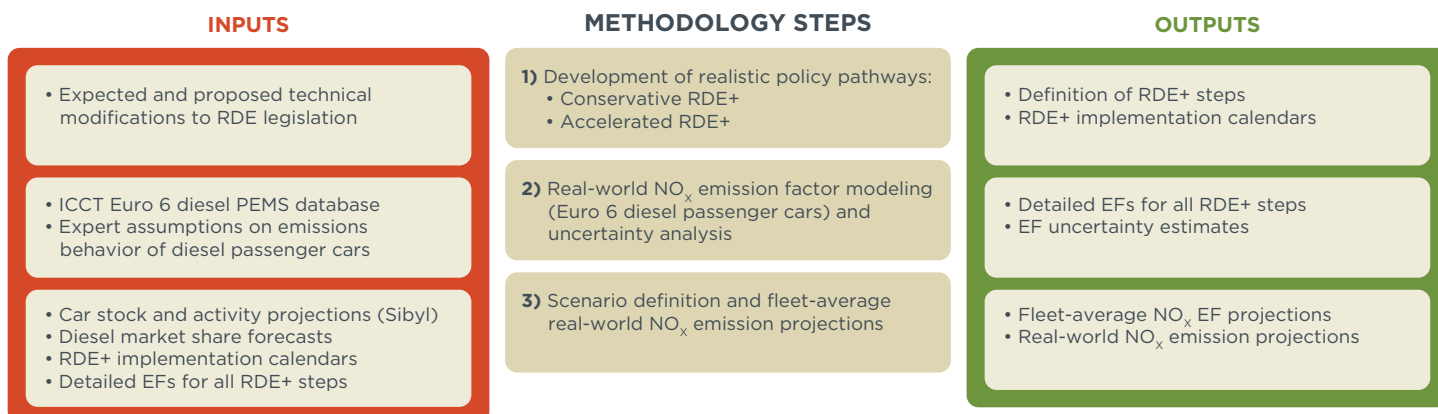 INPUTS
• Expected and proposed technical
modifications to RDE legislation
• ICCT Euro 6 diesel PEMS database
• Expert assumptions on emissions
behavior of diesel passenger cars
• Car stock and activity projections (Sibyl)
• Diesel market share forecasts
• RDE+ implementation calendars
• Detailed EFs for all RDE+ steps
METHODOLOGY STEPS
1) Development of realistic policy pathways:
• Conservative RDE+
• Accelerated RDE+
2) Real-world NOx emission factor modeling
(Euro 6 diesel passenger cars) and
uncertainty analysis
3) Scenario definition and fleet-average
real-world NOx emission projections
OUTPUTS
• Definition of RDE+ steps
• RDE+ implementation calendars
• Detailed EFs for all RDE+ steps
• EF uncertainty estimates
• Fleet-average NOx EF projections
• Real-world NOx emission projections